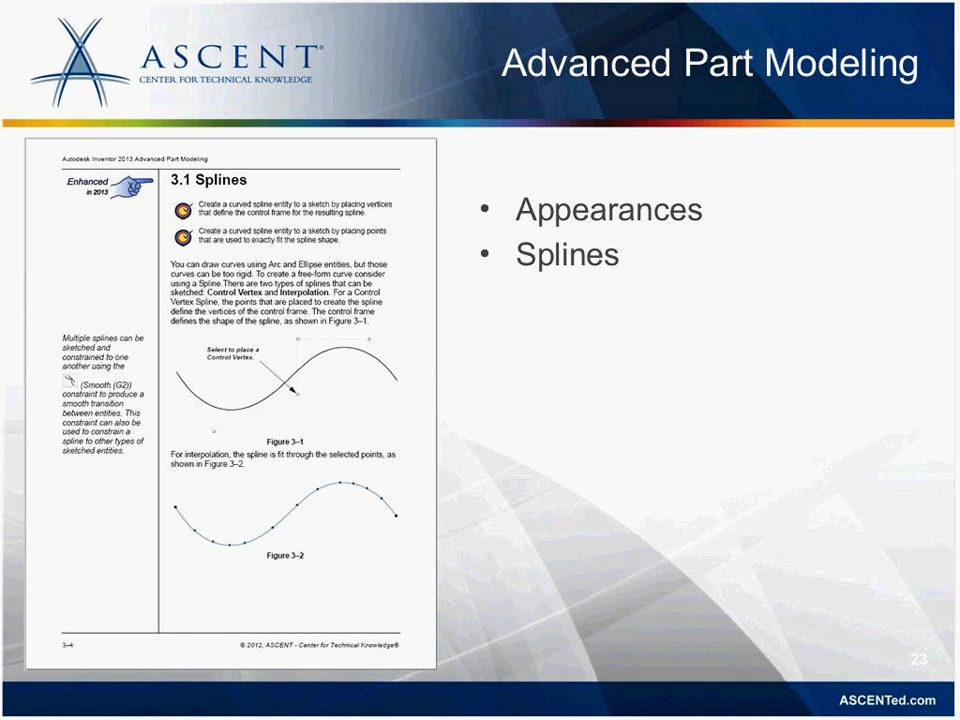 ASCENT®
CENTER FOR TECHNICAL KNOWLEDGE
Advanced Part Modeling
Autodesk Inventor 2013 Advanced Part Modeling
Enhanced
in 2013
3.1 Splines
Create a curved spline entity to a sketch by placing vertices
that define the control frame for the resulting spline.
Create a curved spline entity to a sketch by placing points
that are used to exactly fit the spline shape.
You can draw curves using Arc and Ellipse entities, but those
curves can be too rigid. To create a free-form curve consider
using a Spline.There are two types of splines that can be
sketched: Control Vertex and Interpolation. For a Control
Vertex Spline, the points that are placed to create the spline
define the vertices of the control frame. The control frame
defines the shape of the spline, as shown in Figure 3–1.
Multiple splines can be
sketched and
constrained to one
another using the
(Smooth (G2))
constraint to produce a
smooth transition
between entities. This
constraint can also be
used to constrain a
spline to other types of
sketched entities.
Select to place a
Control Vertex.
Figure 3–1
For interpolation, the spline is fit through the selected points, as
shown in Figure 3–2.
Figure 3–2
3–4
© 2012, ASCENT - Center for Technical Knowledge®
• Appearances
• Splines
23
ASCENTed.com